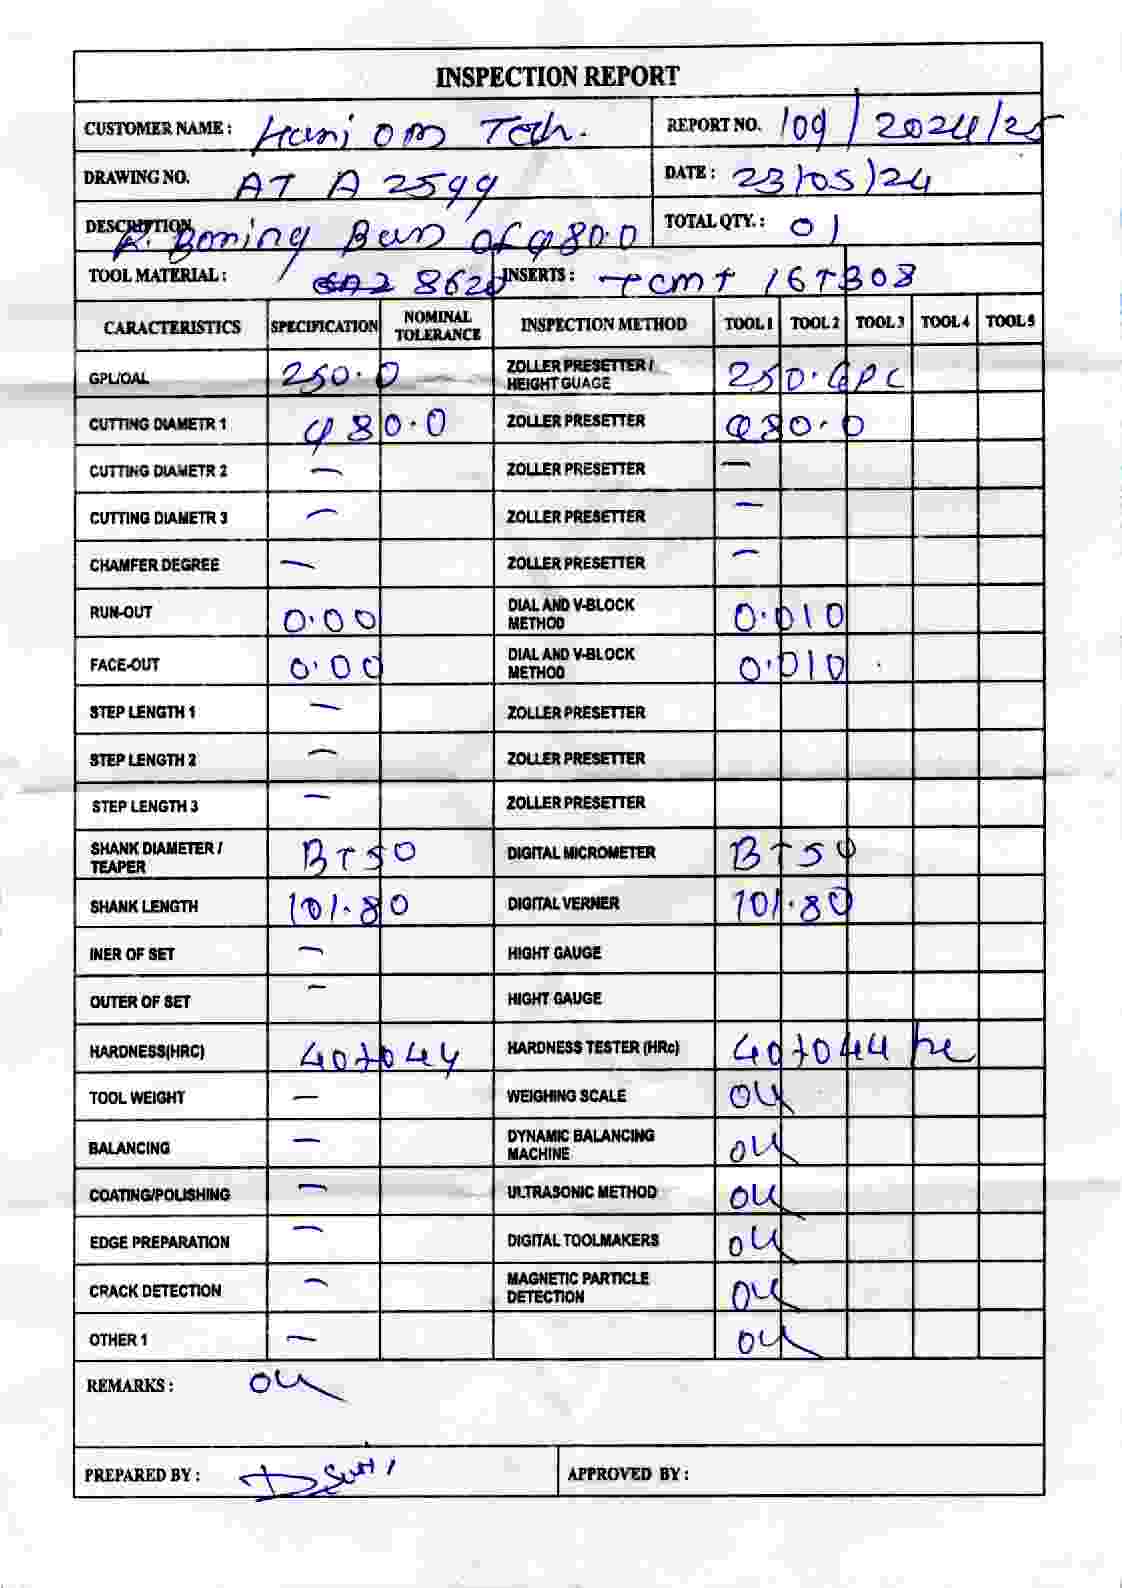 INSPECTION REPORT
CUSTOMER NAME : Hari Om Tech.
REPORT NO. 109/2024/25
DRAWING NO. AT A 2599
DATE : 23/05/24
DESCRIPTION R. Boring Bar of φ80.0
TOTAL QTY. : 01
TOOL MATERIAL : 8620
INSERTS : TCMT 16T308
CARACTERISTICS SPECIFICATION NOMINAL TOLERANCE INSPECTION METHOD TOOL 1 TOOL 2 TOOL 3 TOOL 4 TOOL 5
GPL/OAL 250.0 ZOLLER PRESETTER / HEIGHT GUAGE 250.GPL
CUTTING DIAMETR 1 φ80.0 ZOLLER PRESETTER φ80.0
CUTTING DIAMETR 2 — ZOLLER PRESETTER —
CUTTING DIAMETR 3 — ZOLLER PRESETTER —
CHAMFER DEGREE — ZOLLER PRESETTER —
RUN-OUT 0.00 DIAL AND V-BLOCK METHOD 0.010
FACE-OUT 0.00 DIAL AND V-BLOCK METHOD 0.010
STEP LENGTH 1 — ZOLLER PRESETTER
STEP LENGTH 2 — ZOLLER PRESETTER
STEP LENGTH 3 — ZOLLER PRESETTER
SHANK DIAMETER / TEAPER BT50 DIGITAL MICROMETER BT50
SHANK LENGTH 101.80 DIGITAL VERNER 101.80
INER OF SET — HIGHT GAUGE
OUTER OF SET — HIGHT GAUGE
HARDNESS(HRC) 40to44 HARDNESS TESTER (HRc) 40to44
TOOL WEIGHT — WEIGHING SCALE OK
BALANCING — DYNAMIC BALANCING MACHINE OK
COATING/POLISHING — ULTRASONIC METHOD OK
EDGE PREPARATION — DIGITAL TOOLMAKERS OK
CRACK DETECTION — MAGNETIC PARTICLE DETECTION OK
OTHER 1 — OK
REMARKS : OK
PREPARED BY :
APPROVED BY :